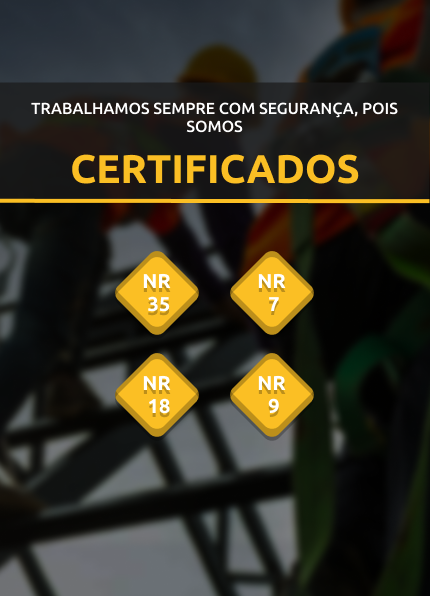 TRABALHAMOS SEMPRE COM SEGURANÇA, POIS
SOMOS
CERTIFICADOS
NR
35
NR
7
NR
18
NR
9